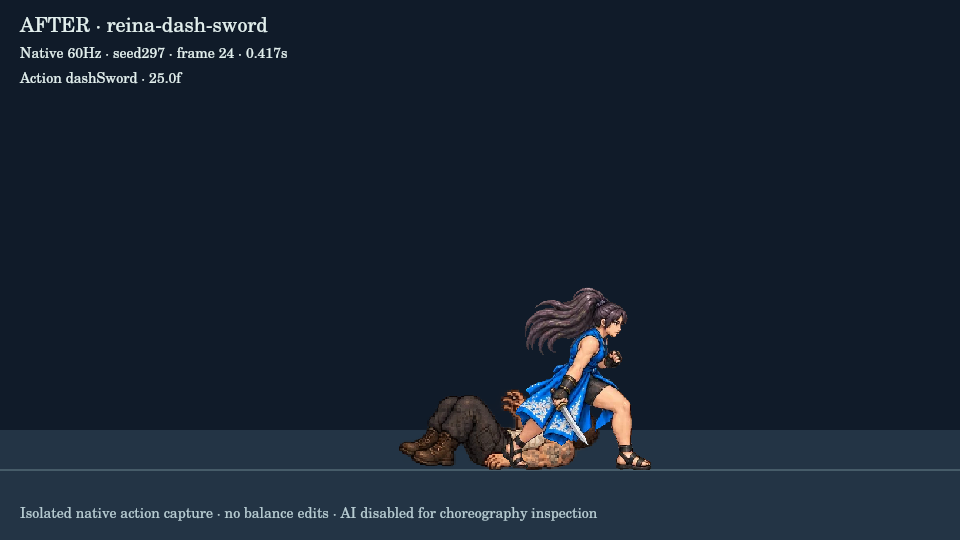 AFTER · reina-dash-sword
Native 60Hz · seed297 · frame 24 · 0.417s
Action dashSword · 25.0f
Isolated native action capture · no balance edits · AI disabled for choreography inspection